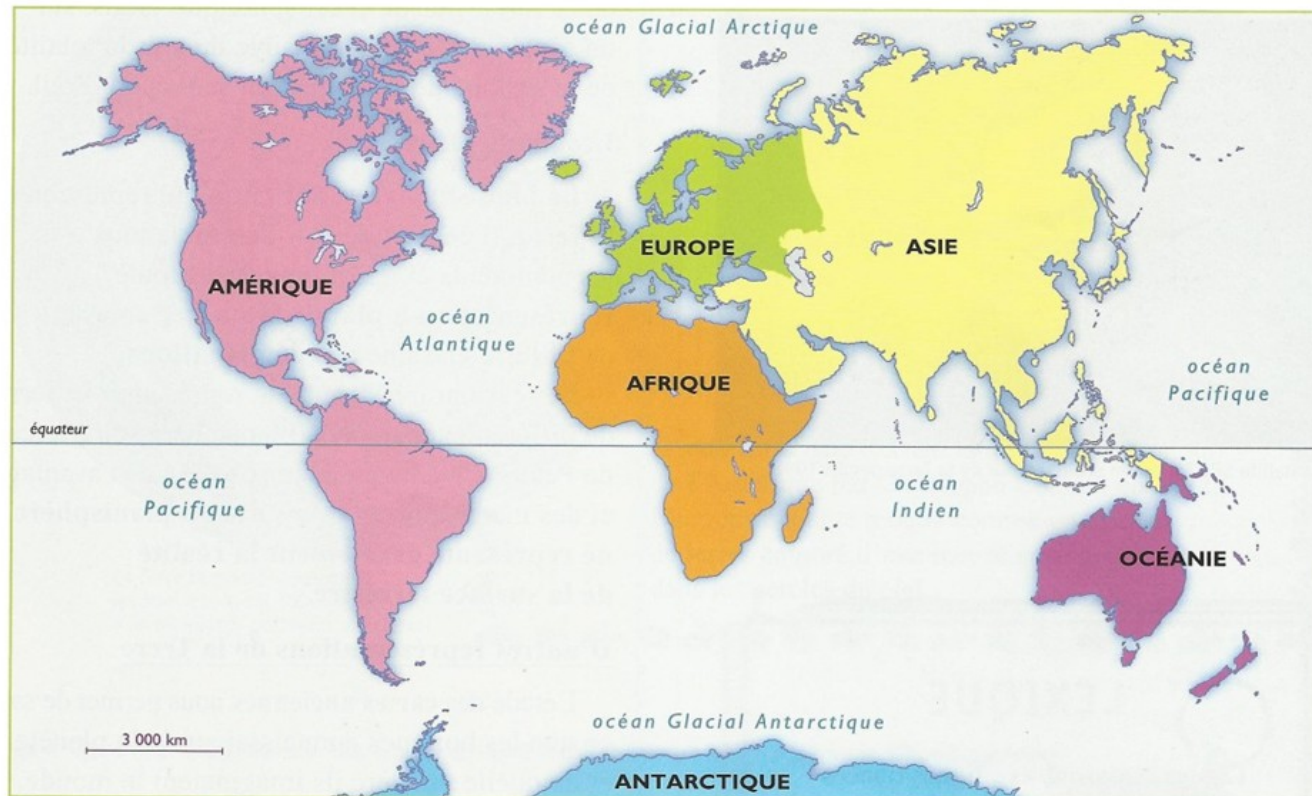 océan Glacial Arctique
EUROPE
ASIE
AMÉRIQUE
océan
Atlantique
AFRIQUE
océan
Pacifique
équateur
océan
Pacifique
océan
Indien
OCÉANIE
océan Glacial Antarctique
3 000 km
ANTARCTIQUE